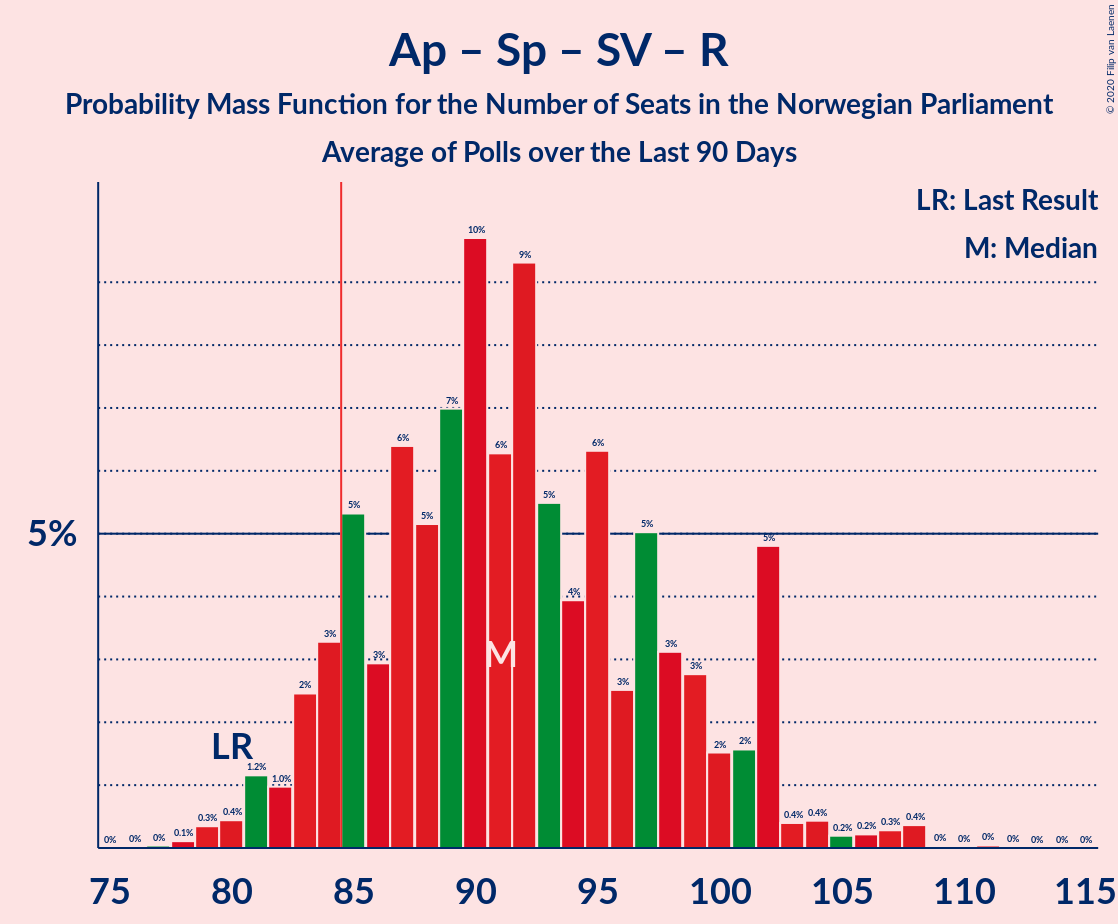 Ap – Sp – SV – R
Probability Mass Function for the Number of Seats in the Norwegian Parliament
Average of Polls over the Last 90 Days
© 2020 Filip van Laenen
LR: Last Result
M: Median
5%
LR
M
0% 0% 0% 0.1% 0.3% 0.4% 1.2% 1.0% 2% 3% 5% 3% 6% 5% 7% 10% 6% 9% 5% 4% 6% 3% 5% 3% 3% 2% 2% 5% 0.4% 0.4% 0.2% 0.2% 0.3% 0.4% 0% 0% 0% 0% 0% 0% 0%
75 80 85 90 95 100 105 110 115